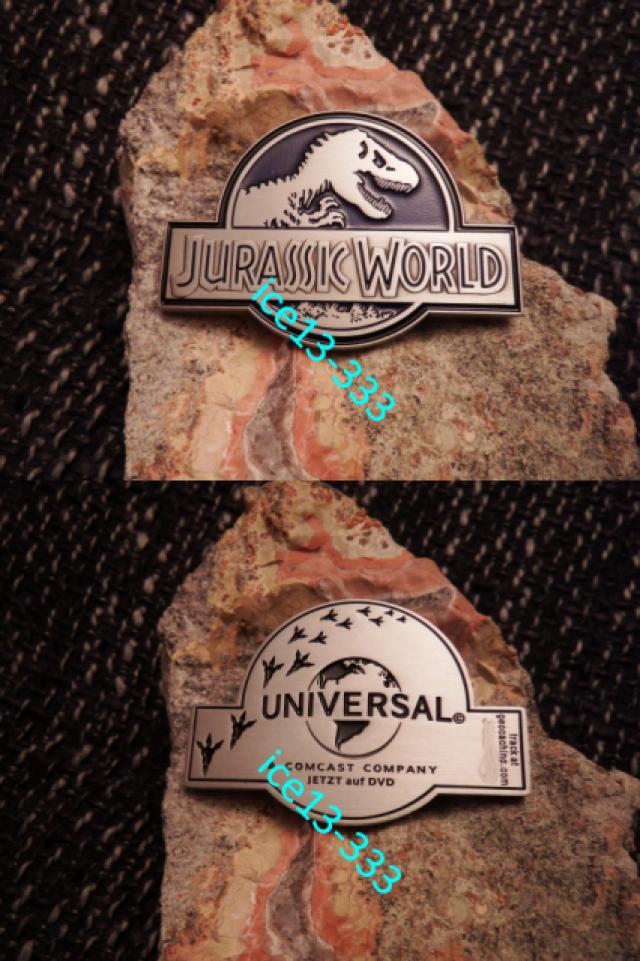 JURASSIC WORLD
ice13-333
UNIVERSAL©
COMCAST COMPANY
JETZT auf DVD
track at
geocaching.com
ice13-333